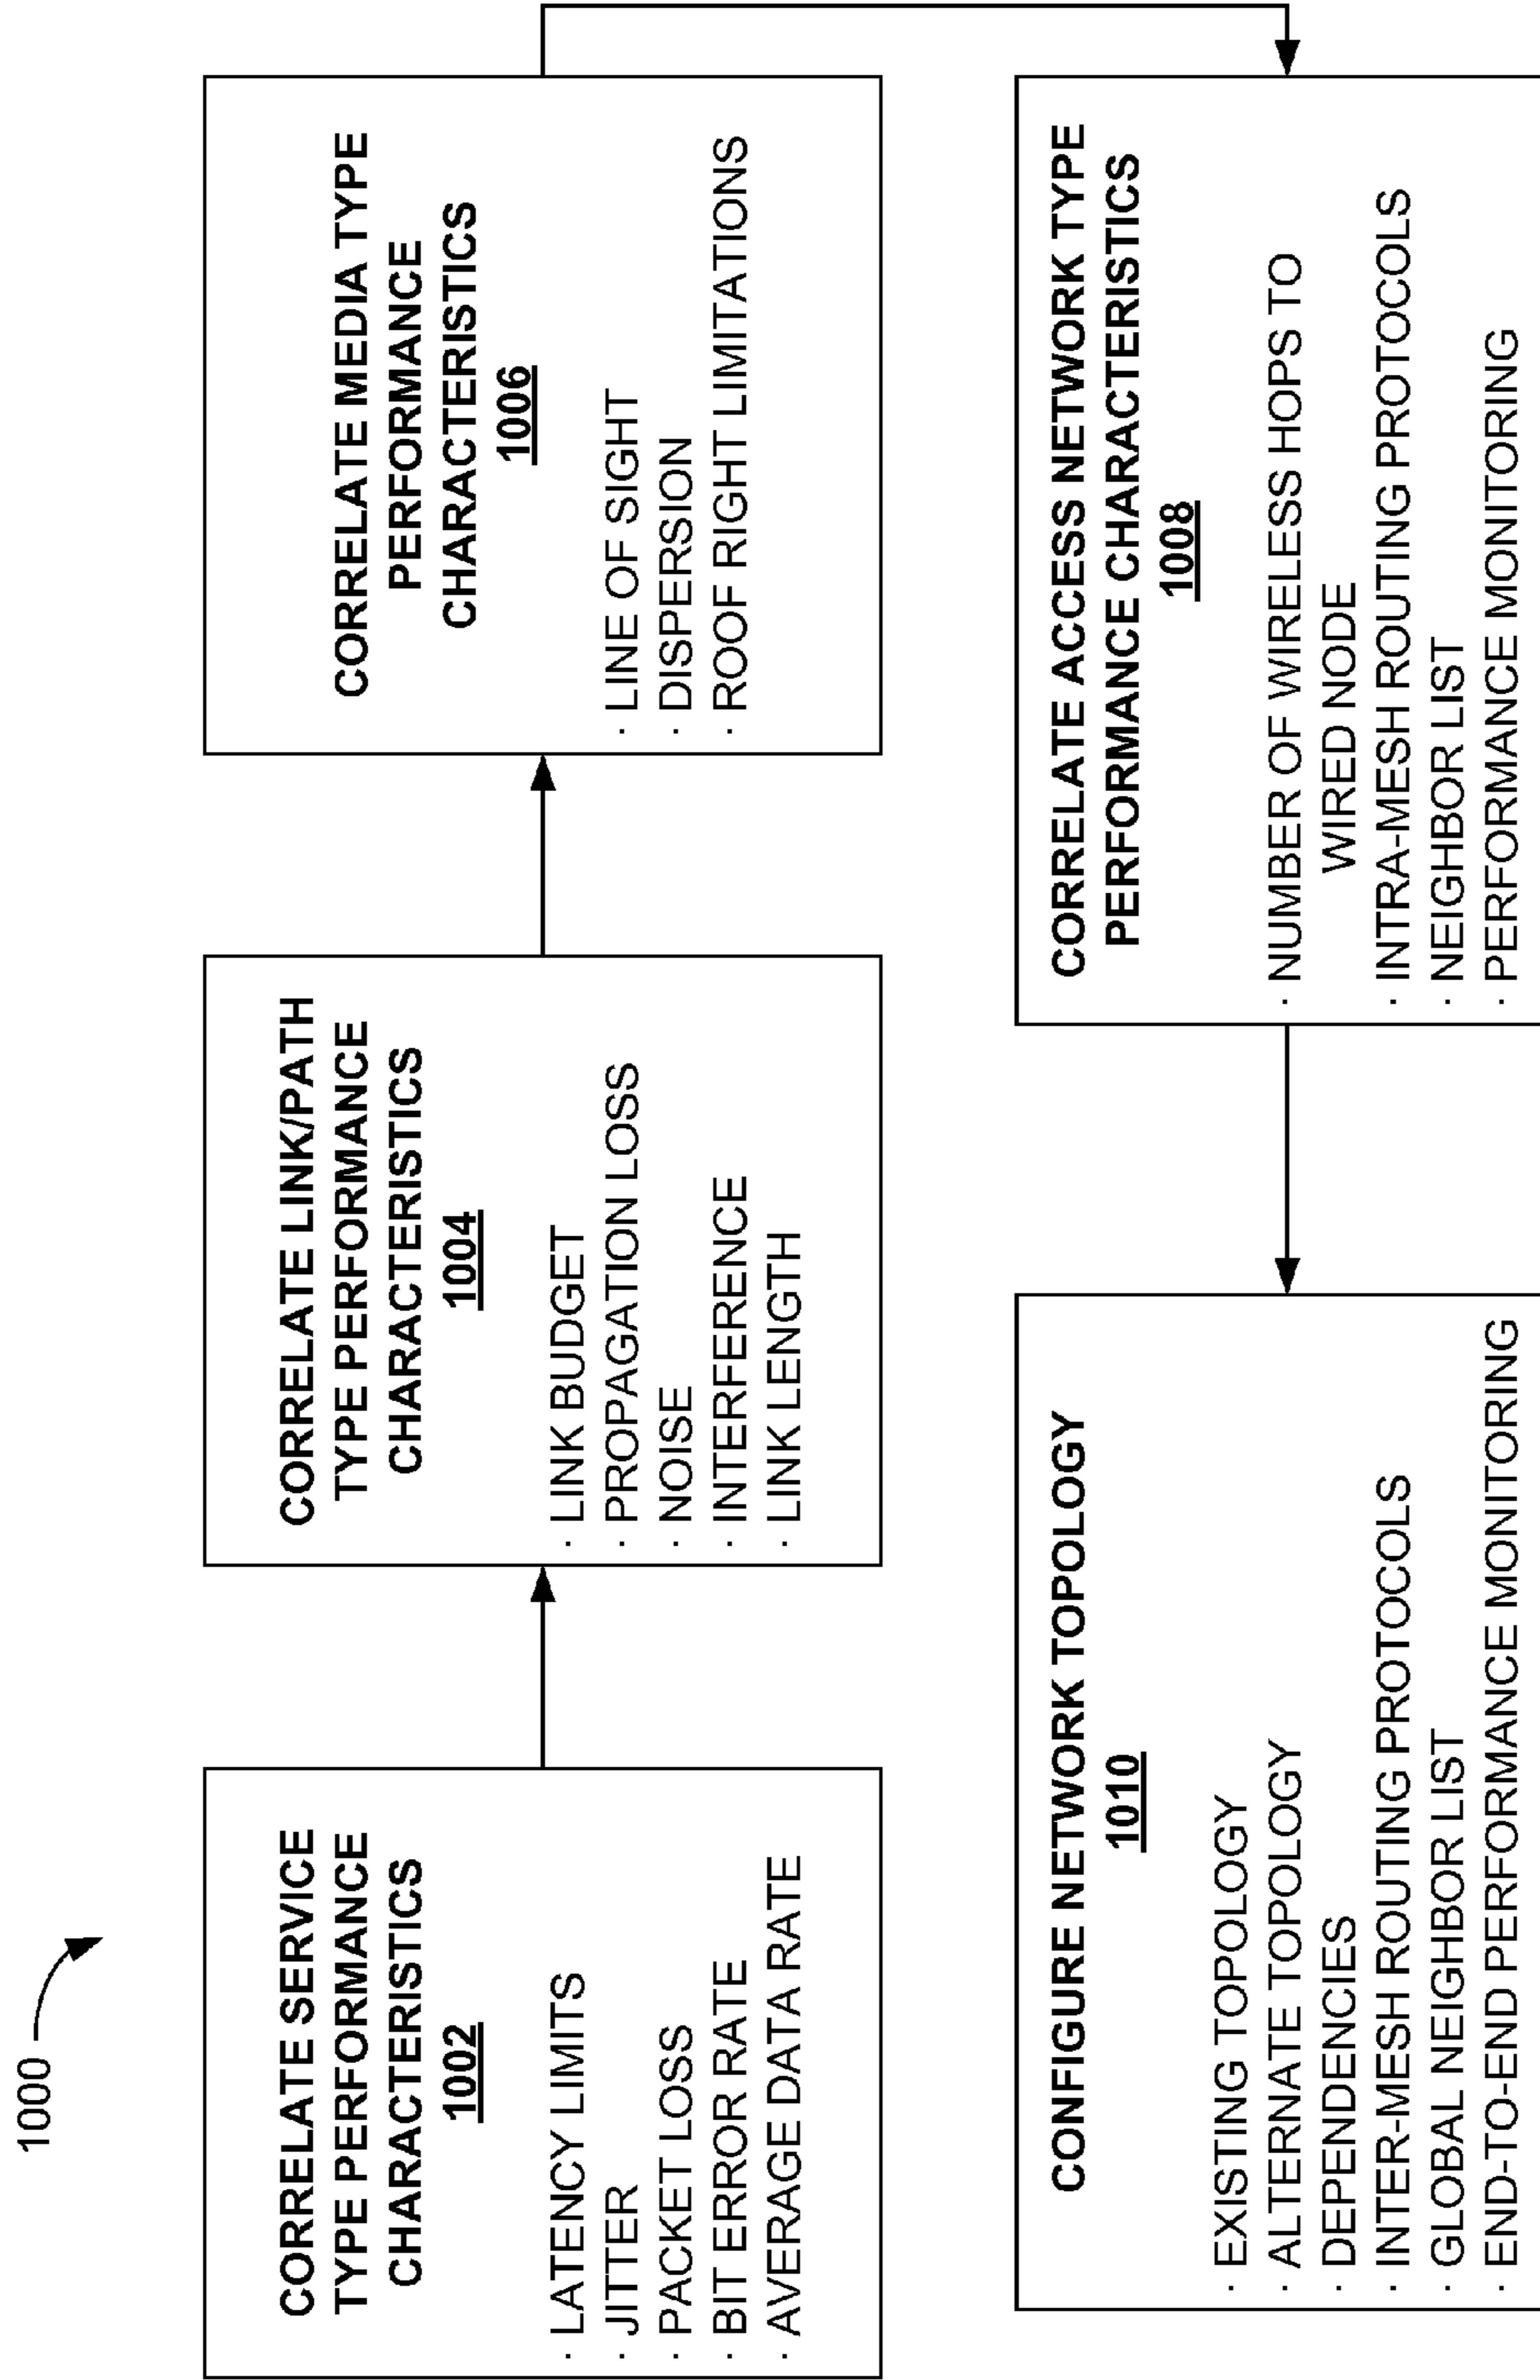 1000
CORRELATE SERVICE
TYPE PERFORMANCE
CHARACTERISTICS
1002
· LATENCY LIMITS
· JITTER
· PACKET LOSS
· BIT ERROR RATE
· AVERAGE DATA RATE
CORRELATE LINK/PATH
TYPE PERFORMANCE
CHARACTERISTICS
1004
· LINK BUDGET
· PROPAGATION LOSS
· NOISE
· INTERFERENCE
· LINK LENGTH
CORRELATE MEDIA TYPE
PERFORMANCE
CHARACTERISTICS
1006
· LINE OF SIGHT
· DISPERSION
· ROOF RIGHT LIMITATIONS
CORRELATE ACCESS NETWORK TYPE
PERFORMANCE CHARACTERISTICS
1008
· NUMBER OF WIRELESS HOPS TO
WIRED NODE
· INTRA-MESH ROUTING PROTOCOLS
· NEIGHBOR LIST
· PERFORMANCE MONITORING
CONFIGURE NETWORK TOPOLOGY
1010
· EXISTING TOPOLOGY
· ALTERNATE TOPOLOGY
· DEPENDENCIES
· INTER-MESH ROUTING PROTOCOLS
· GLOBAL NEIGHBOR LIST
· END-TO-END PERFORMANCE MONITORING